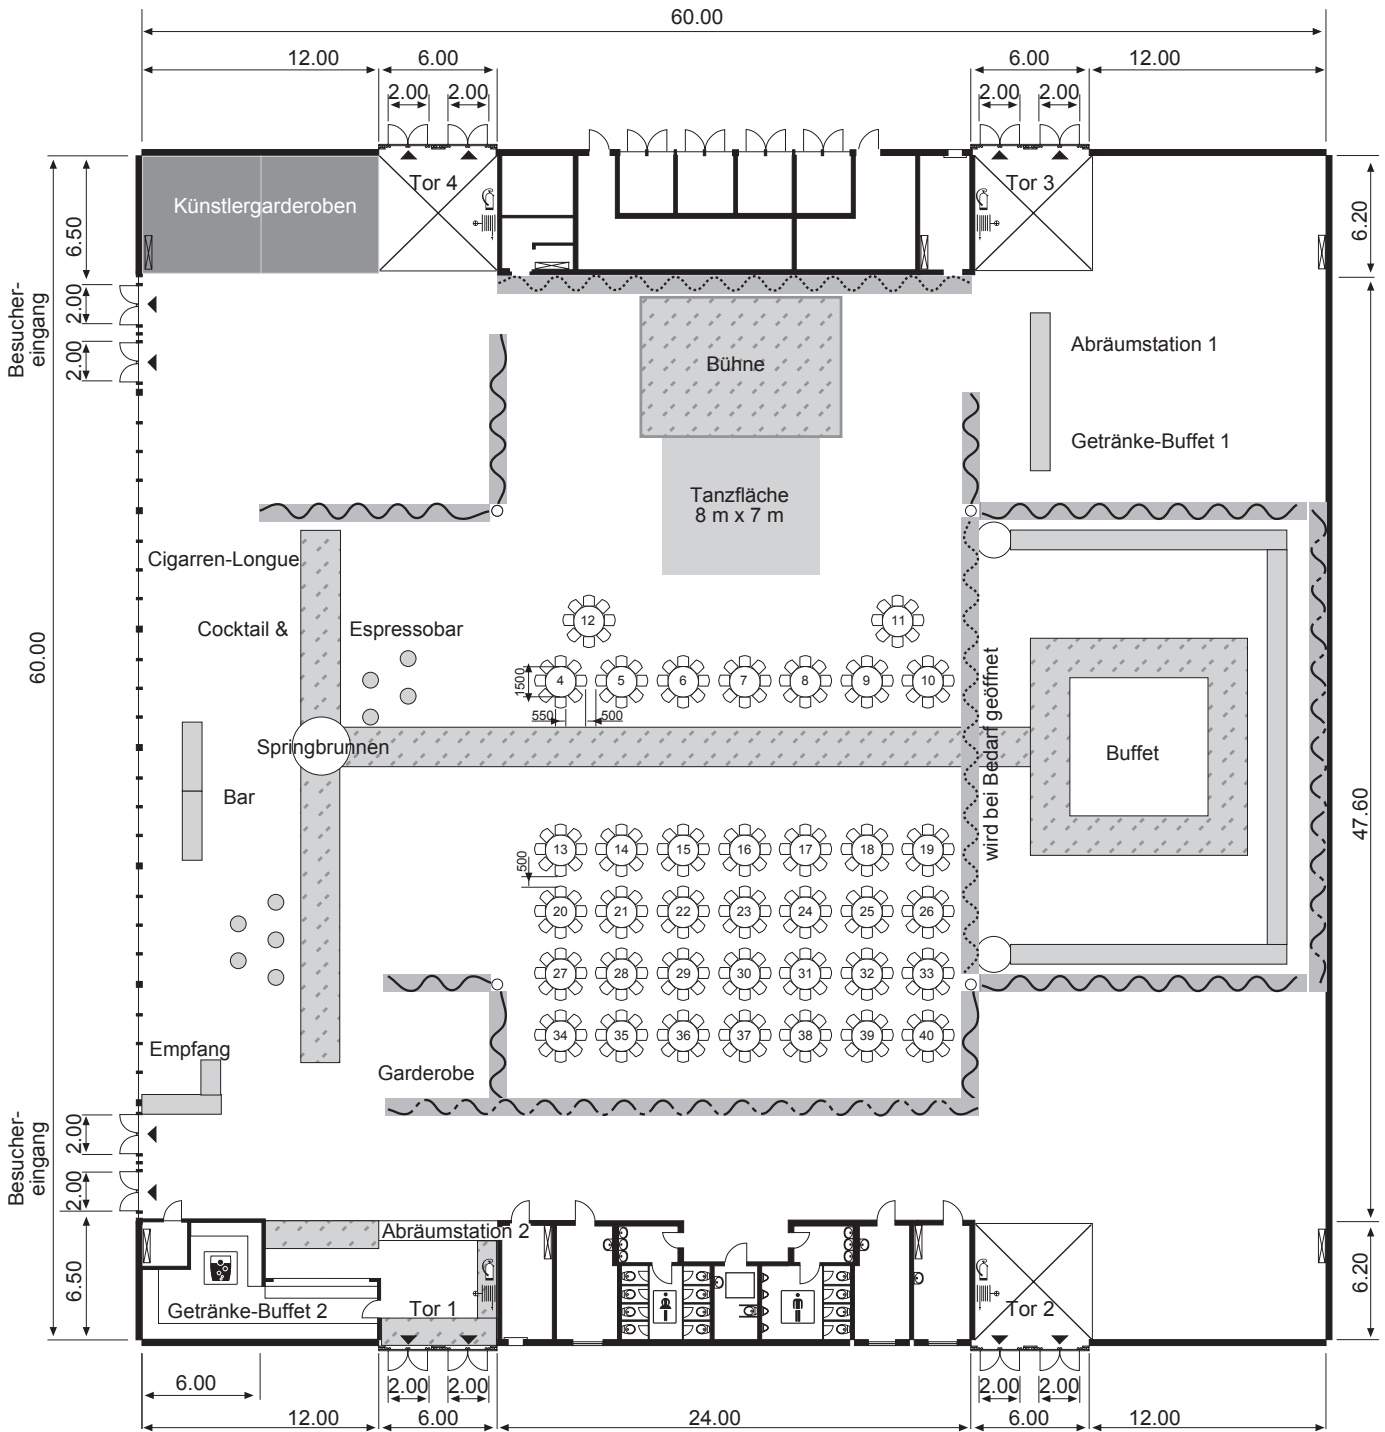 60.00
12.00
6.00
6.00
12.00
2.00
2.00
2.00
2.00
Tor 4
Tor 3
Künstlergarderoben
6.50
6.20
Besucher-
eingang
2.00
2.00
Bühne
Abräumstation 1
Getränke-Buffet 1
Tanzfläche
8 m x 7 m
Cigarren-Longue
Cocktail &
Espressobar
60.00
12
11
4
5
6
7
8
9
10
1500
550
500
wird bei Bedarf geöffnet
Springbrunnen
Buffet
Bar
47.60
13
14
15
16
17
18
19
500
20
21
22
23
24
25
26
27
28
29
30
31
32
33
34
35
36
37
38
39
40
Empfang
Garderobe
Besucher-
eingang
2.00
2.00
Abräumstation 2
6.50
6.20
Getränke-Buffet 2
Tor 1
Tor 2
6.00
2.00
2.00
2.00
2.00
12.00
6.00
24.00
6.00
12.00